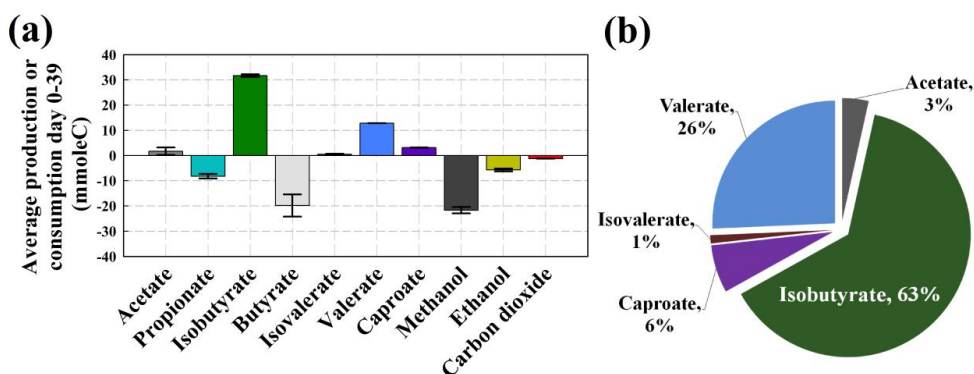 (a)
Average production or
consumption day 0-39
(mmoleC)
40
30
20
10
0
-10
-20
-30
-40
Acetate
Propionate
Isobutyrate
Butyrate
Isovalerate
Valerate
Caproate
Methanol
Ethanol
Carbon dioxide
(b)
Acetate,
3%
Valerate,
26%
Isovalerate,
1%
Caproate,
6%
Isobutyrate, 63%